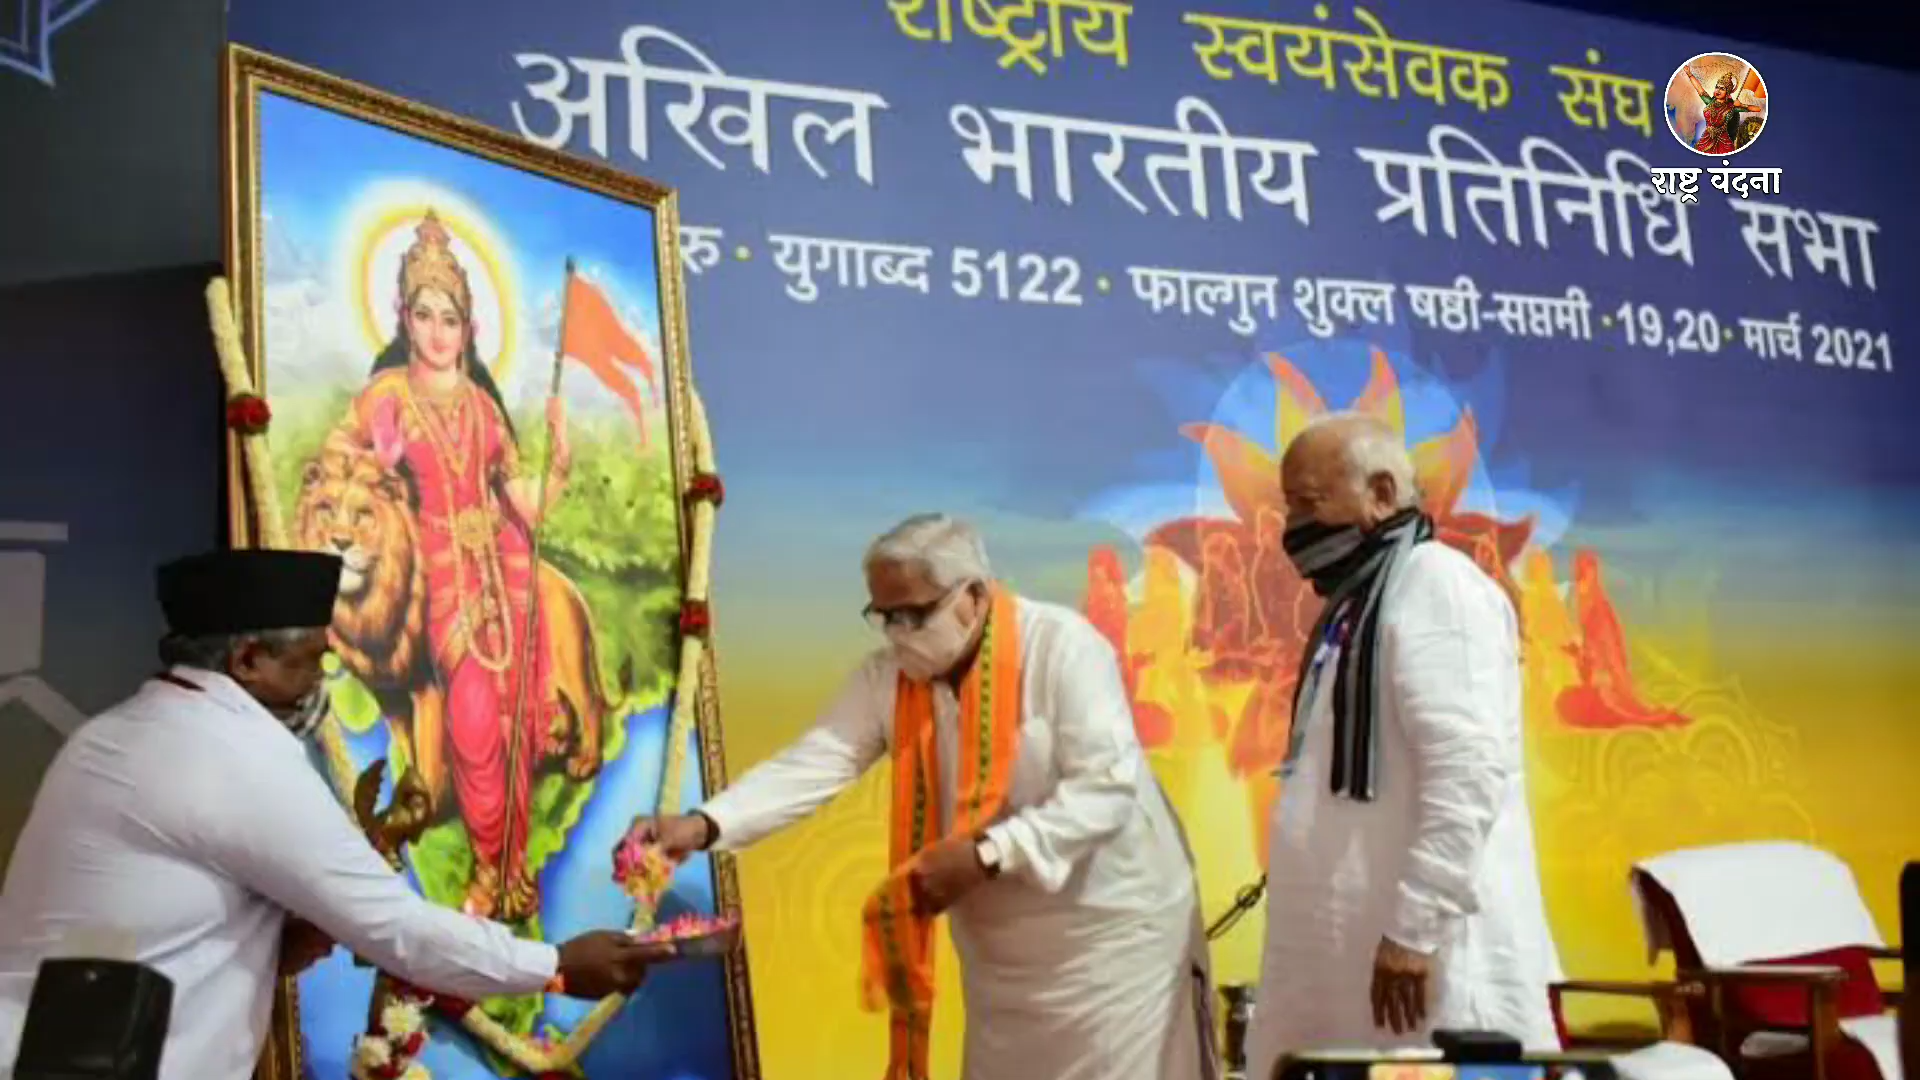 राष्ट्रीय स्वयंसेवक संघ
अखिल भारतीय प्रतिनिधि सभा
रु · युगाब्द 5122 · फाल्गुन शुक्ल षष्ठी-सप्तमी · 19,20 · मार्च 2021
राष्ट्र वंदना